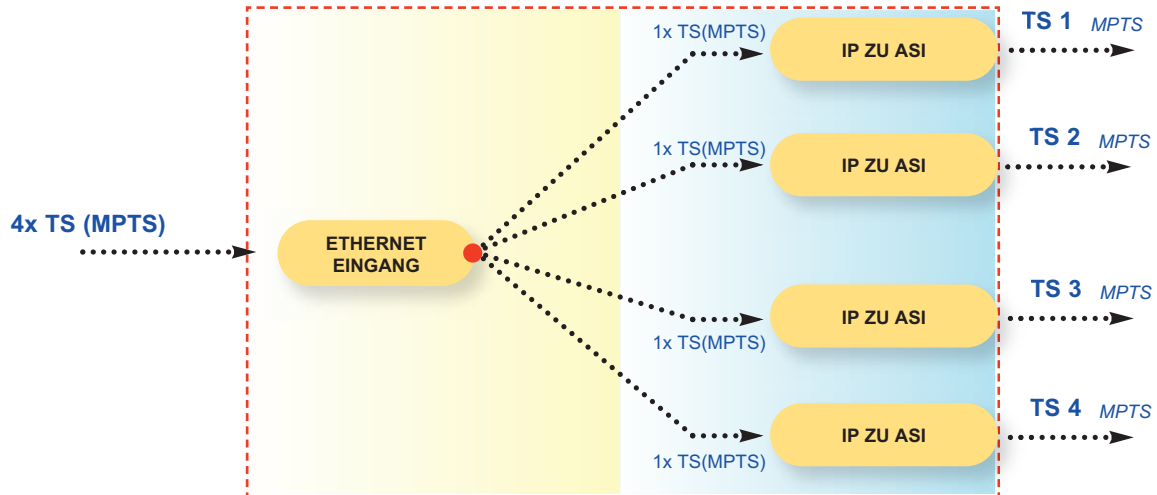 TS 1 MPTS
1x TS(MPTS)
IP ZU ASI
TS 2 MPTS
1x TS(MPTS)
IP ZU ASI
4x TS (MPTS)
ETHERNET
EINGANG
TS 3 MPTS
IP ZU ASI
1x TS(MPTS)
TS 4 MPTS
IP ZU ASI
1x TS(MPTS)